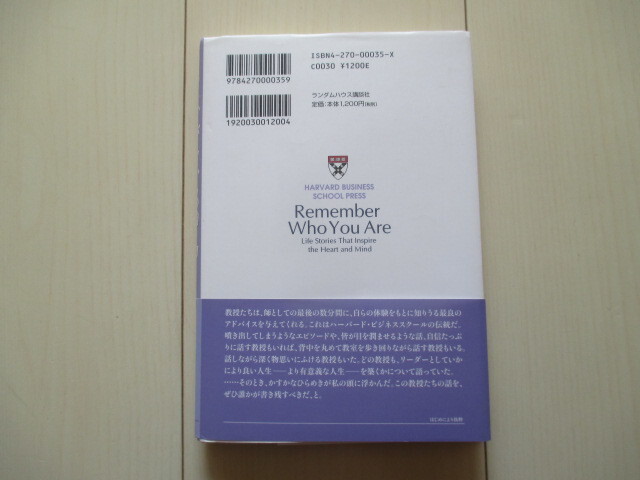 ISBN4-270-00035-X
C0030 ¥1200E
9784270000359
ランダムハウス講談社
定価:本体1,200円(税別)
1920030012004
HARVARD BUSINESS
SCHOOL PRESS
Remember
Who You Are
Life Stories That Inspire
the Heart and Mind
教授たちは、師としての最後の数分間に、自らの体験をもとに知りうる最良の
アドバイスを与えてくれる。これはハーバード・ビジネススクールの伝統だ。
噴き出してしまうようなエピソードや、皆が目を潤ませるような話。自信たっぷ
りに話す教授もいれば、背中を丸めて教室を歩き回りながら話す教授もいる。
話しながら深く物思いにふける教授もいた。どの教授も、リーダーとしていか
により良い人生――より有意義な人生――を築くかについて語っていた。
……そのとき、かすかなひらめきが私の頭に浮かんだ。この教授たちの話を、
ぜひ誰かが書き残すべきだ、と。
はじめにより抜粋